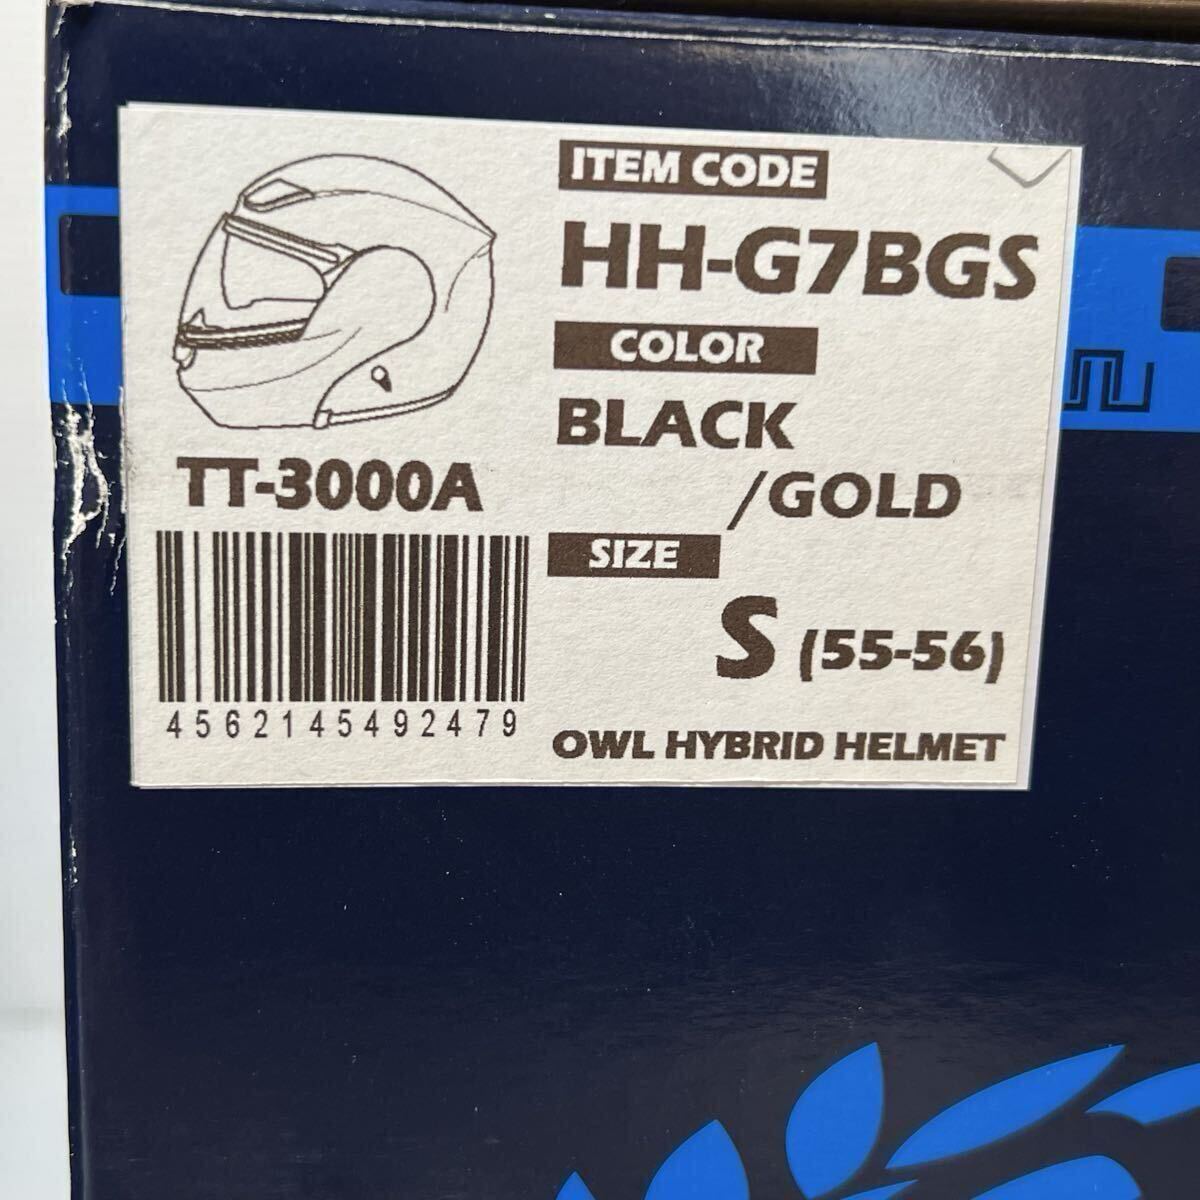 ITEM CODE
HH-G7BGS
COLOR
BLACK
/GOLD
SIZE
S (55-56)
OWL HYBRID HELMET
TT-3000A
4562145492479